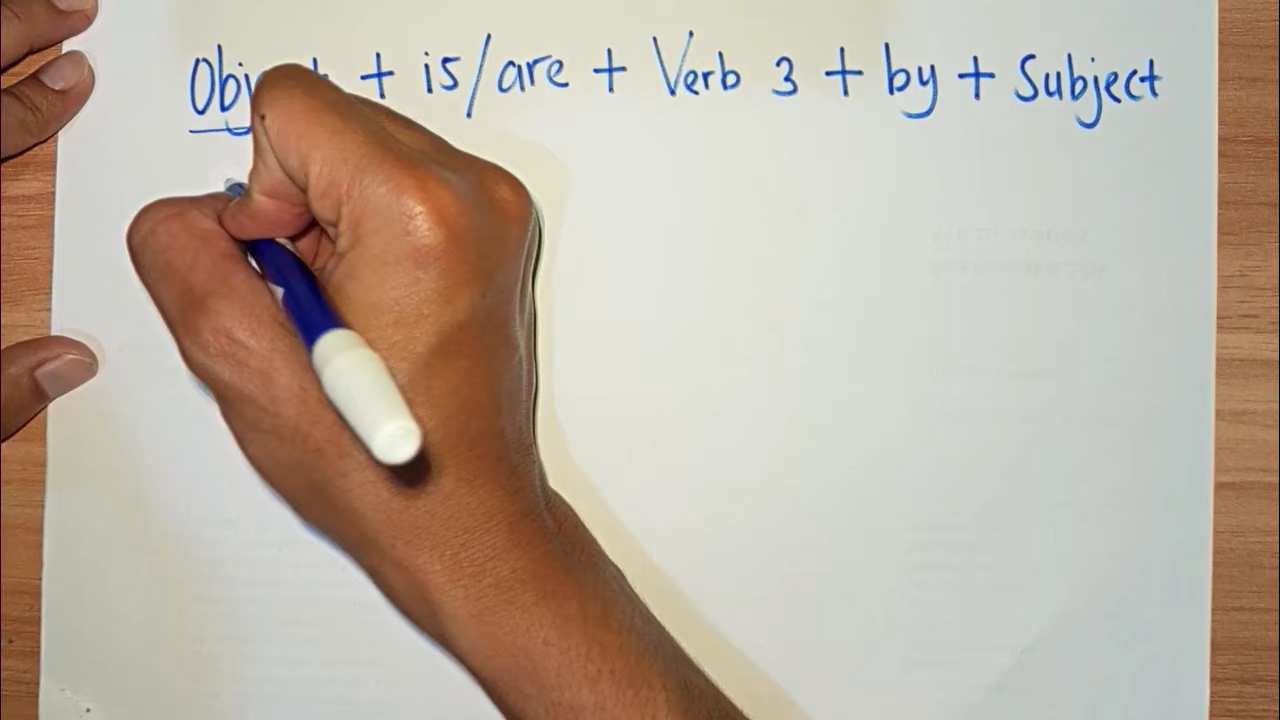 + is/are + Verb 3 + by + Subject